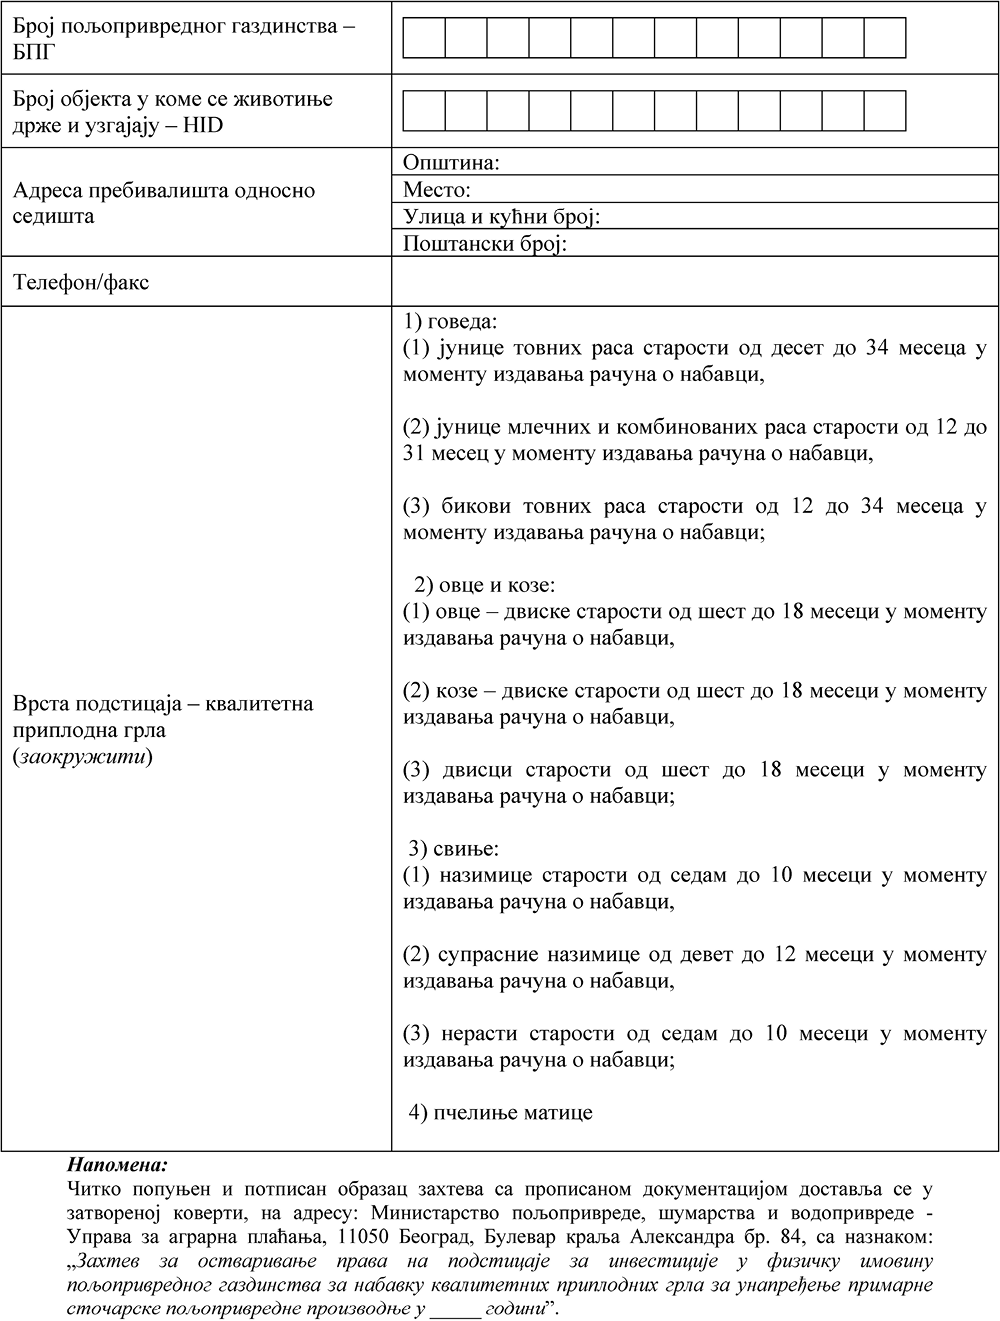 Број пољопривредног газдинства –
БПГ
Број објекта у коме се животиње
држе и узгајају – HID
Адреса пребивалишта односно
седишта
Општина:
Место:
Улица и кућни број:
Поштански број:
Телефон/факс
Врста подстицаја – квалитетна
приплодна грла
(заокружити)
1) говеда:
(1) јунице товних раса старости од десет до 34 месеца у
моменту издавања рачуна о набавци,
(2) јунице млечних и комбинованих раса старости од 12 до
31 месец у моменту издавања рачуна о набавци,
(3) бикови товних раса старости од 12 до 34 месеца у
моменту издавања рачуна о набавци;
2) овце и козе:
(1) овце – двиске старости од шест до 18 месеци у моменту
издавања рачуна о набавци,
(2) козе – двиске старости од шест до 18 месеци у моменту
издавања рачуна о набавци,
(3) двисци старости од шест до 18 месеци у моменту
издавања рачуна о набавци;
3) свиње:
(1) назимице старости од седам до 10 месеци у моменту
издавања рачуна о набавци,
(2) супрасние назимице од девет до 12 месеци у моменту
издавања рачуна о набавци,
(3) нерасти старости од седам до 10 месеци у моменту
издавања рачуна о набавци;
4) пчелиње матице
Напомена:
Читко попуњен и потписан образац захтева са прописаном документацијом доставља се у
затвореној коверти, на адресу: Министарство пољопривреде, шумарства и водопривреде -
Управа за аграрна плаћања, 11050 Београд, Булевар краља Александра бр. 84, са назнаком:
„Захтев за остваривање права на подстицаје за инвестиције у физичку имовину
пољопривредног газдинства за набавку квалитетних приплодних грла за унапређење примарне
сточарске пољопривредне производње у _____ години”.